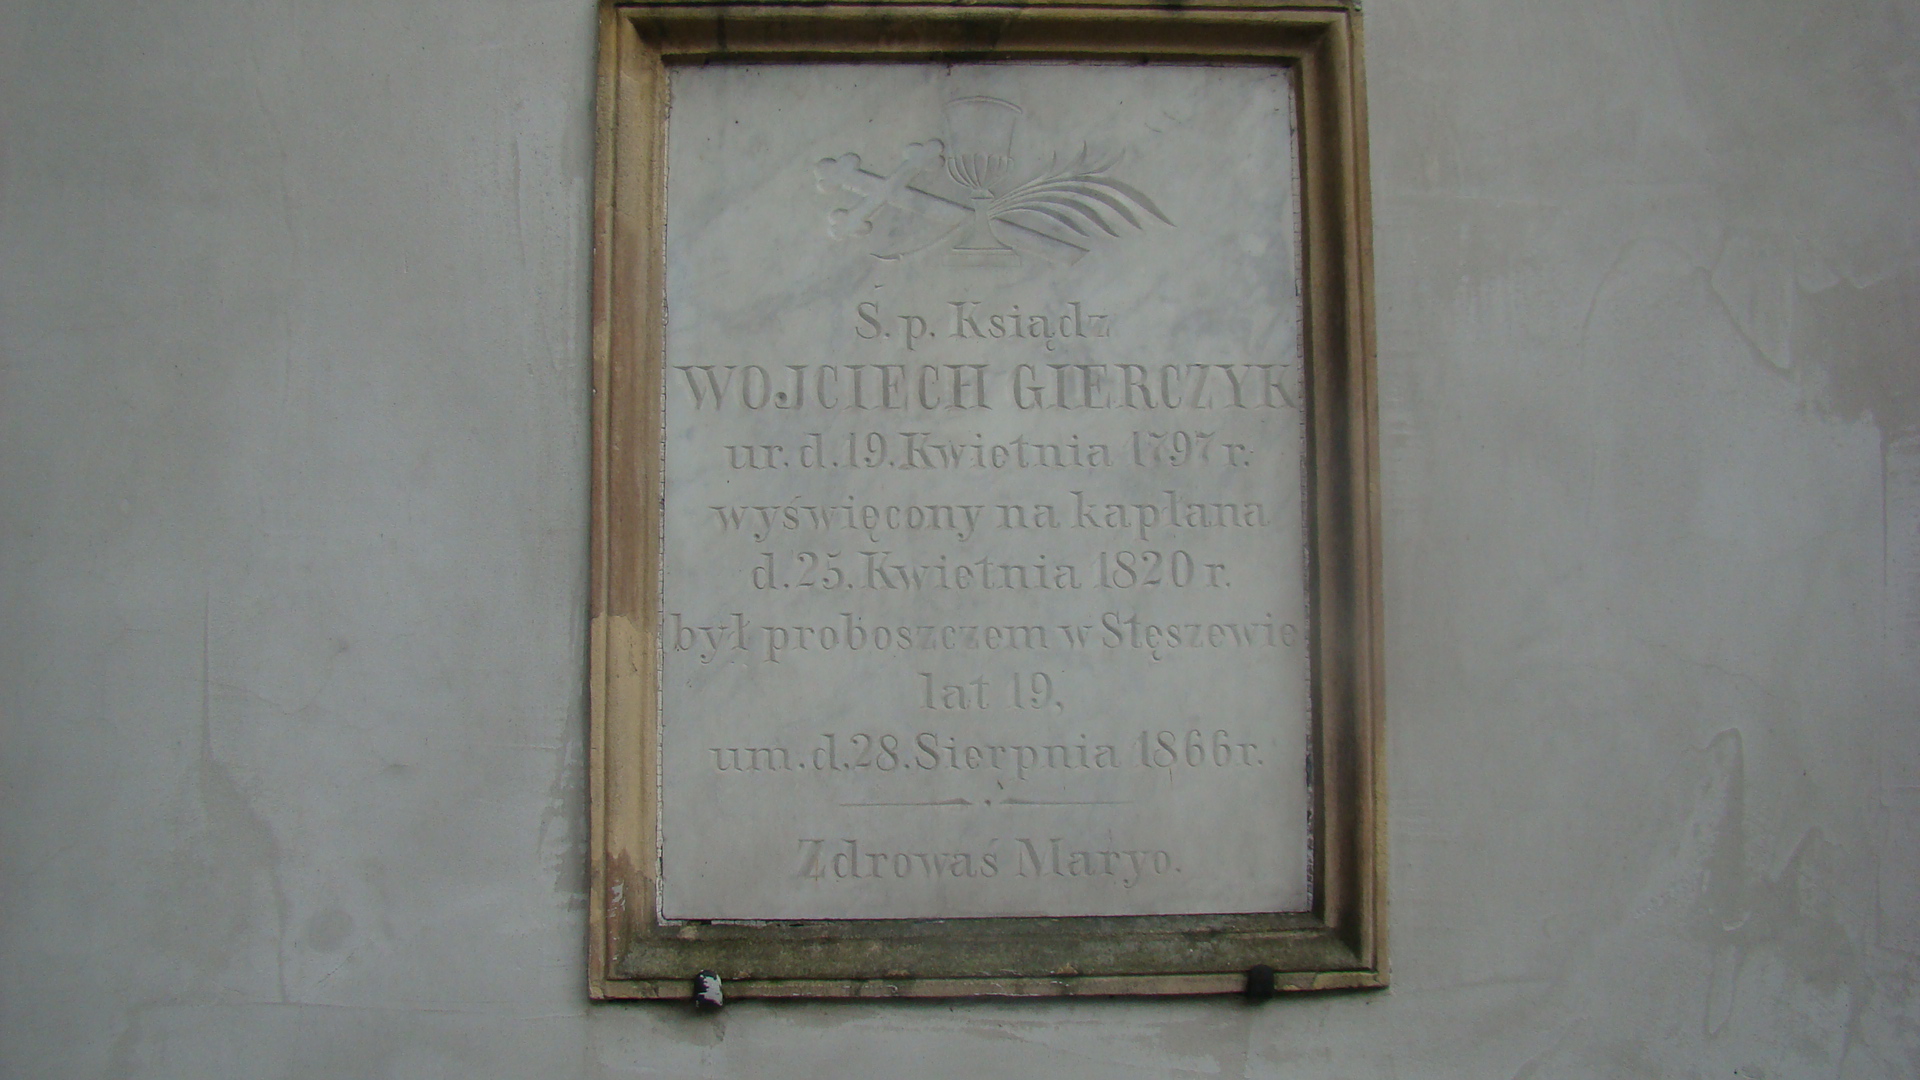 Ś. p. Ksiądz
WOJCIECH GIERCZYK
ur. d. 19. Kwietnia 1797 r.
wyświęcony na kapłana
d. 25. Kwietnia 1820 r.
był proboszczem w Stęszewie
lat 19,
um. d. 28. Sierpnia 1866 r.
Zdrowaś Maryo.